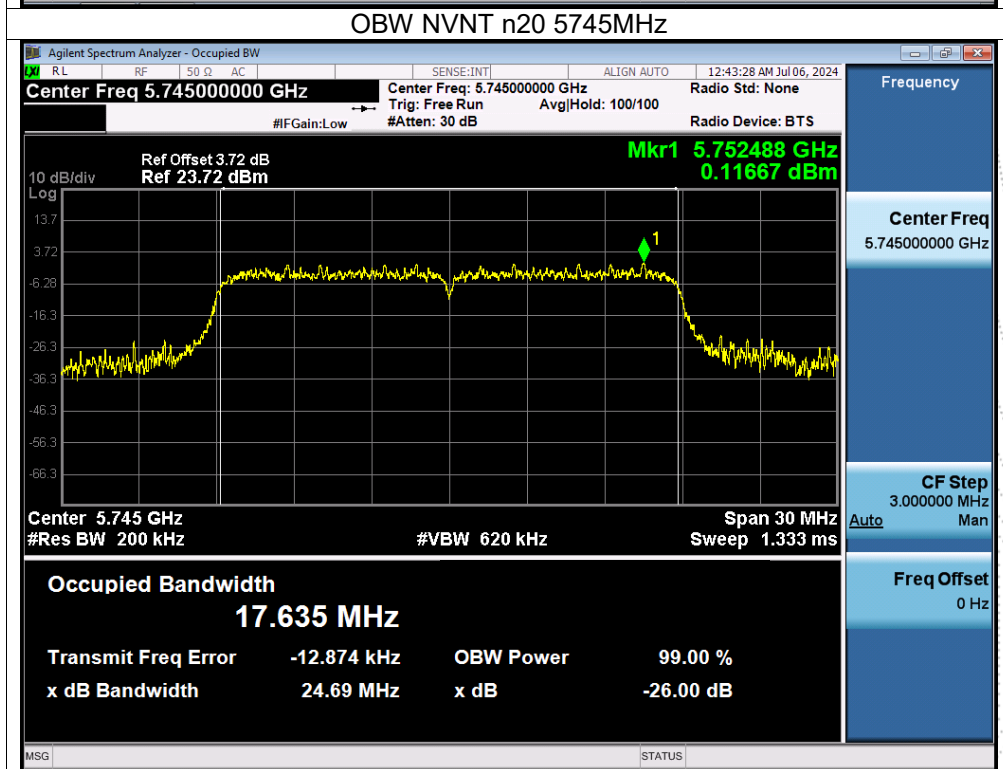 OBW NVNT n20 5745MHz
Agilent Spectrum Analyzer - Occupied BW
LXI RL RF 50 Ω AC SENSE:INT ALIGN AUTO 12:43:28 AM Jul 06, 2024
Center Freq 5.745000000 GHz
Center Freq: 5.745000000 GHz
Radio Std: None
Trig: Free Run Avg|Hold: 100/100
#IFGain:Low #Atten: 30 dB Radio Device: BTS
Frequency
Mkr1 5.752488 GHz
0.11667 dBm
Ref Offset 3.72 dB
10 dB/div Ref 23.72 dBm
Log
13.7
3.72
-6.28
-16.3
-26.3
-36.3
-46.3
-56.3
-66.3
1
Center 5.745 GHz Span 30 MHz
#Res BW 200 kHz #VBW 620 kHz Sweep 1.333 ms
Center Freq
5.745000000 GHz
CF Step
3.000000 MHz
Auto Man
Freq Offset
0 Hz
Occupied Bandwidth
17.635 MHz
Transmit Freq Error -12.874 kHz OBW Power 99.00 %
x dB Bandwidth 24.69 MHz x dB -26.00 dB
MSG STATUS